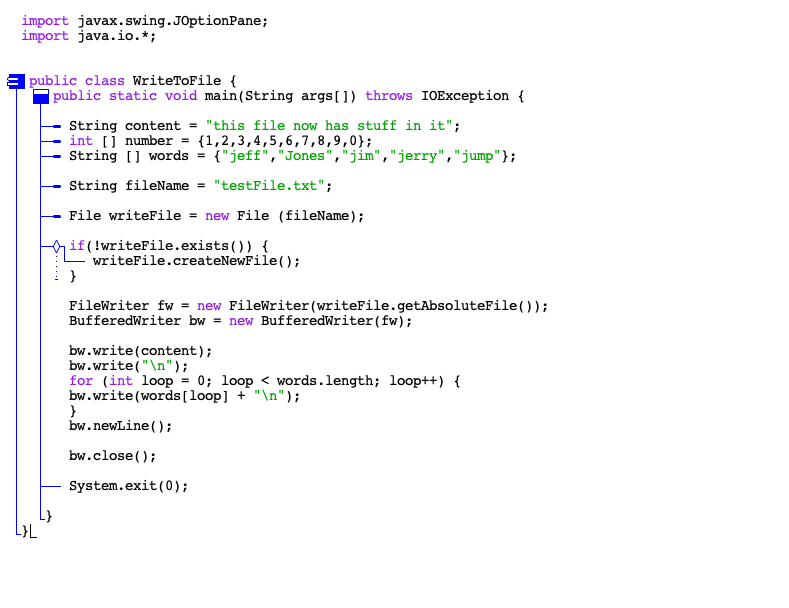 import javax.swing.JOptionPane;
import java.io.*;
public class WriteToFile {
public static void main(String args[]) throws IOException {
String content = "this file now has stuff in it";
int [] number = {1,2,3,4,5,6,7,8,9,0};
String [] words = {"jeff","Jones","jim","jerry","jump"};
String fileName = "testFile.txt";
File writeFile = new File (fileName);
if(!writeFile.exists()) {
writeFile.createNewFile();
}
FileWriter fw = new FileWriter(writeFile.getAbsoluteFile());
BufferedWriter bw = new BufferedWriter(fw);
bw.write(content);
bw.write("\n");
for (int loop = 0; loop < words.length; loop++) {
bw.write(words[loop] + "\n");
}
bw.newLine();
bw.close();
System.exit(0);
}
}